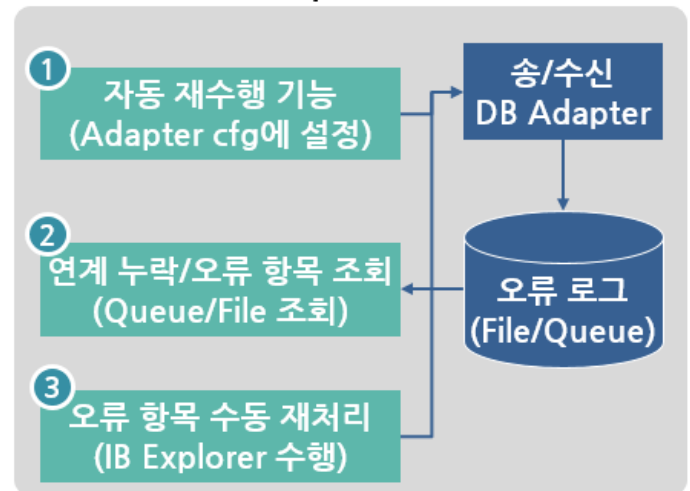 1
자동 재수행 기능
(Adapter cfg에 설정)
송/수신
DB Adapter
2
연계 누락/오류 항목 조회
(Queue/File 조회)
오류 로그
(File/Queue)
3
오류 항목 수동 재처리
(IB Explorer 수행)